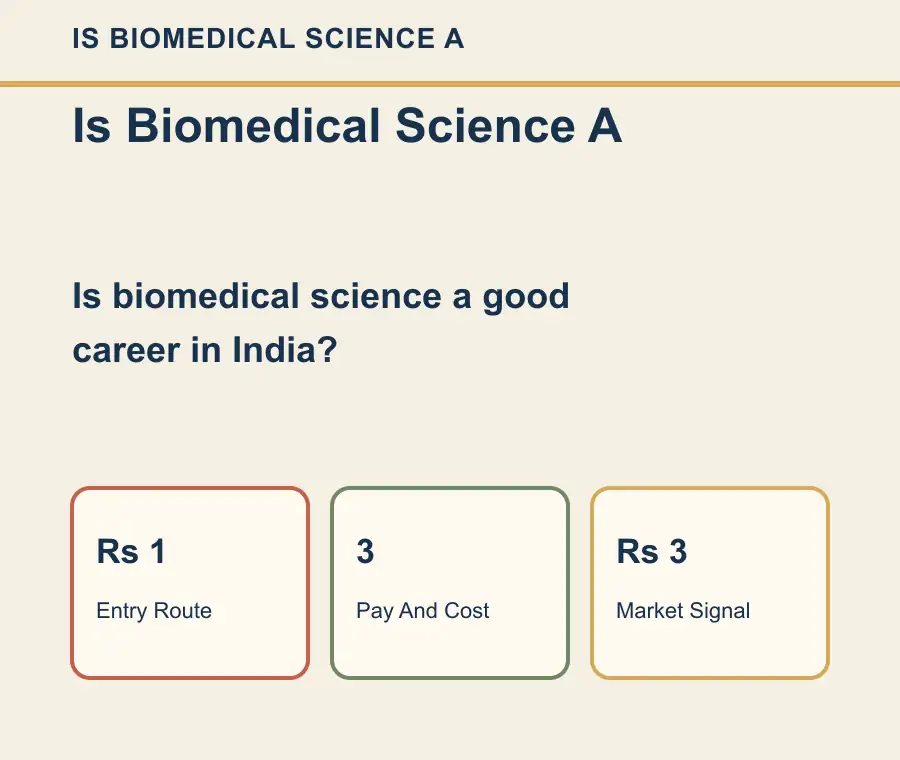 IS BIOMEDICAL SCIENCE A
Is Biomedical Science A
Is biomedical science a good
career in India?
Rs 1
Entry Route
3
Pay And Cost
Rs 3
Market Signal